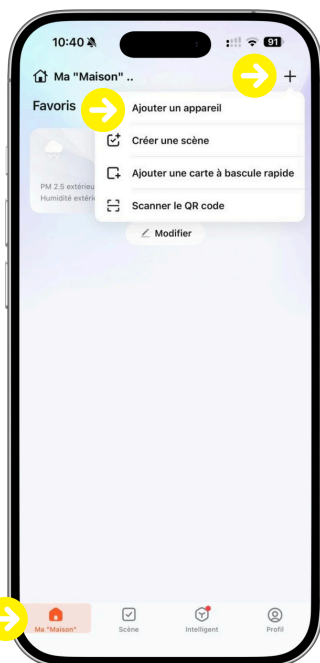 10:40
91
Ma "Maison" ..
Favoris
Ajouter un appareil
Créer une scène
PM 2.5 extérieu
Ajouter une carte à bascule rapide
Humidité extéri
Scanner le QR code
Modifier
Ma "Maison"
Scène
Intelligent
Profil